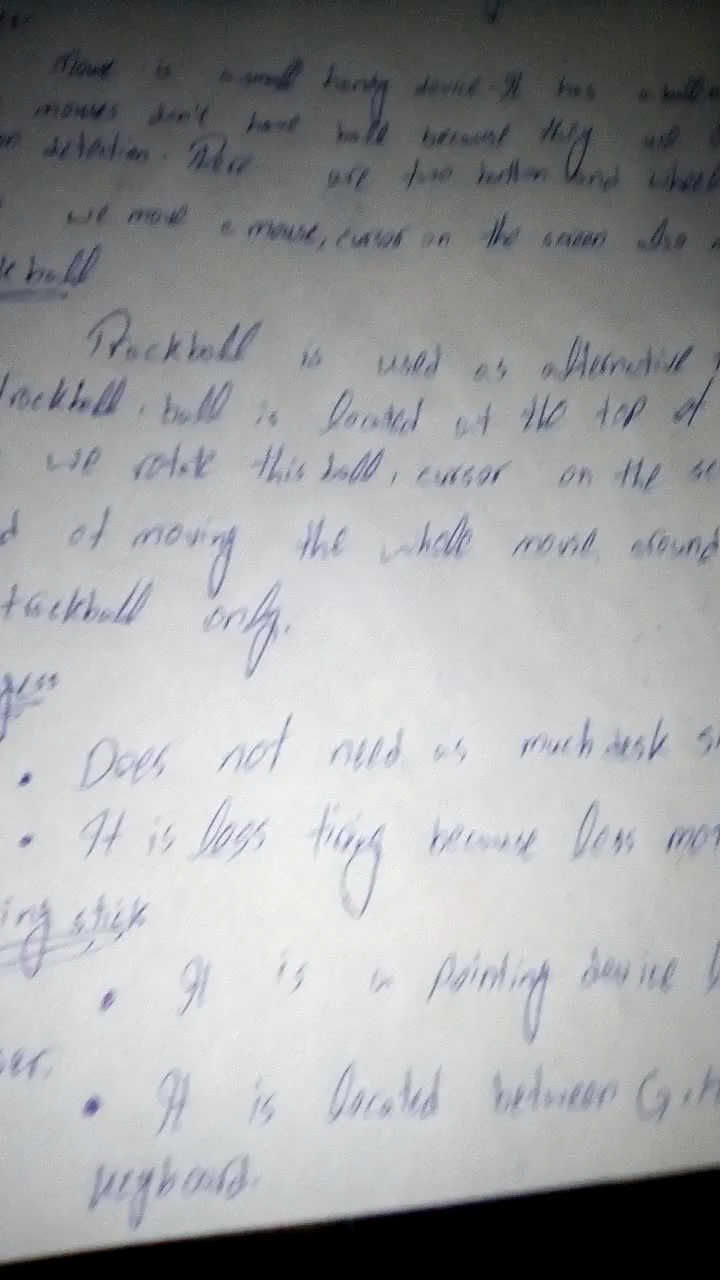 Mouse is a small handy device. It has a ball
mouses don't have ball because they use
detection. There are two button and wheel
we move a mouse, cursor on the screen also
ball
Trackball is used as alternative
trackball, ball is located at the top of
we rotate this ball, cursor on the
of moving the whole mouse around
trackball only.
• Does not need as much desk
• It is less tiring because less
ing stick
• It is a pointing device
er.
• It is located between G, H
keyboard.